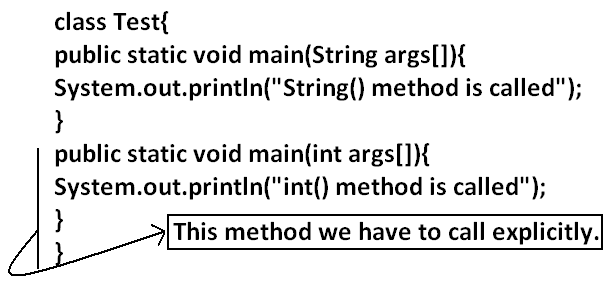 class Test{
public static void main(String args[]){
System.out.println("String() method is called");
}
public static void main(int args[]){
System.out.println("int() method is called");
}
This method we have to call explicitly.
}